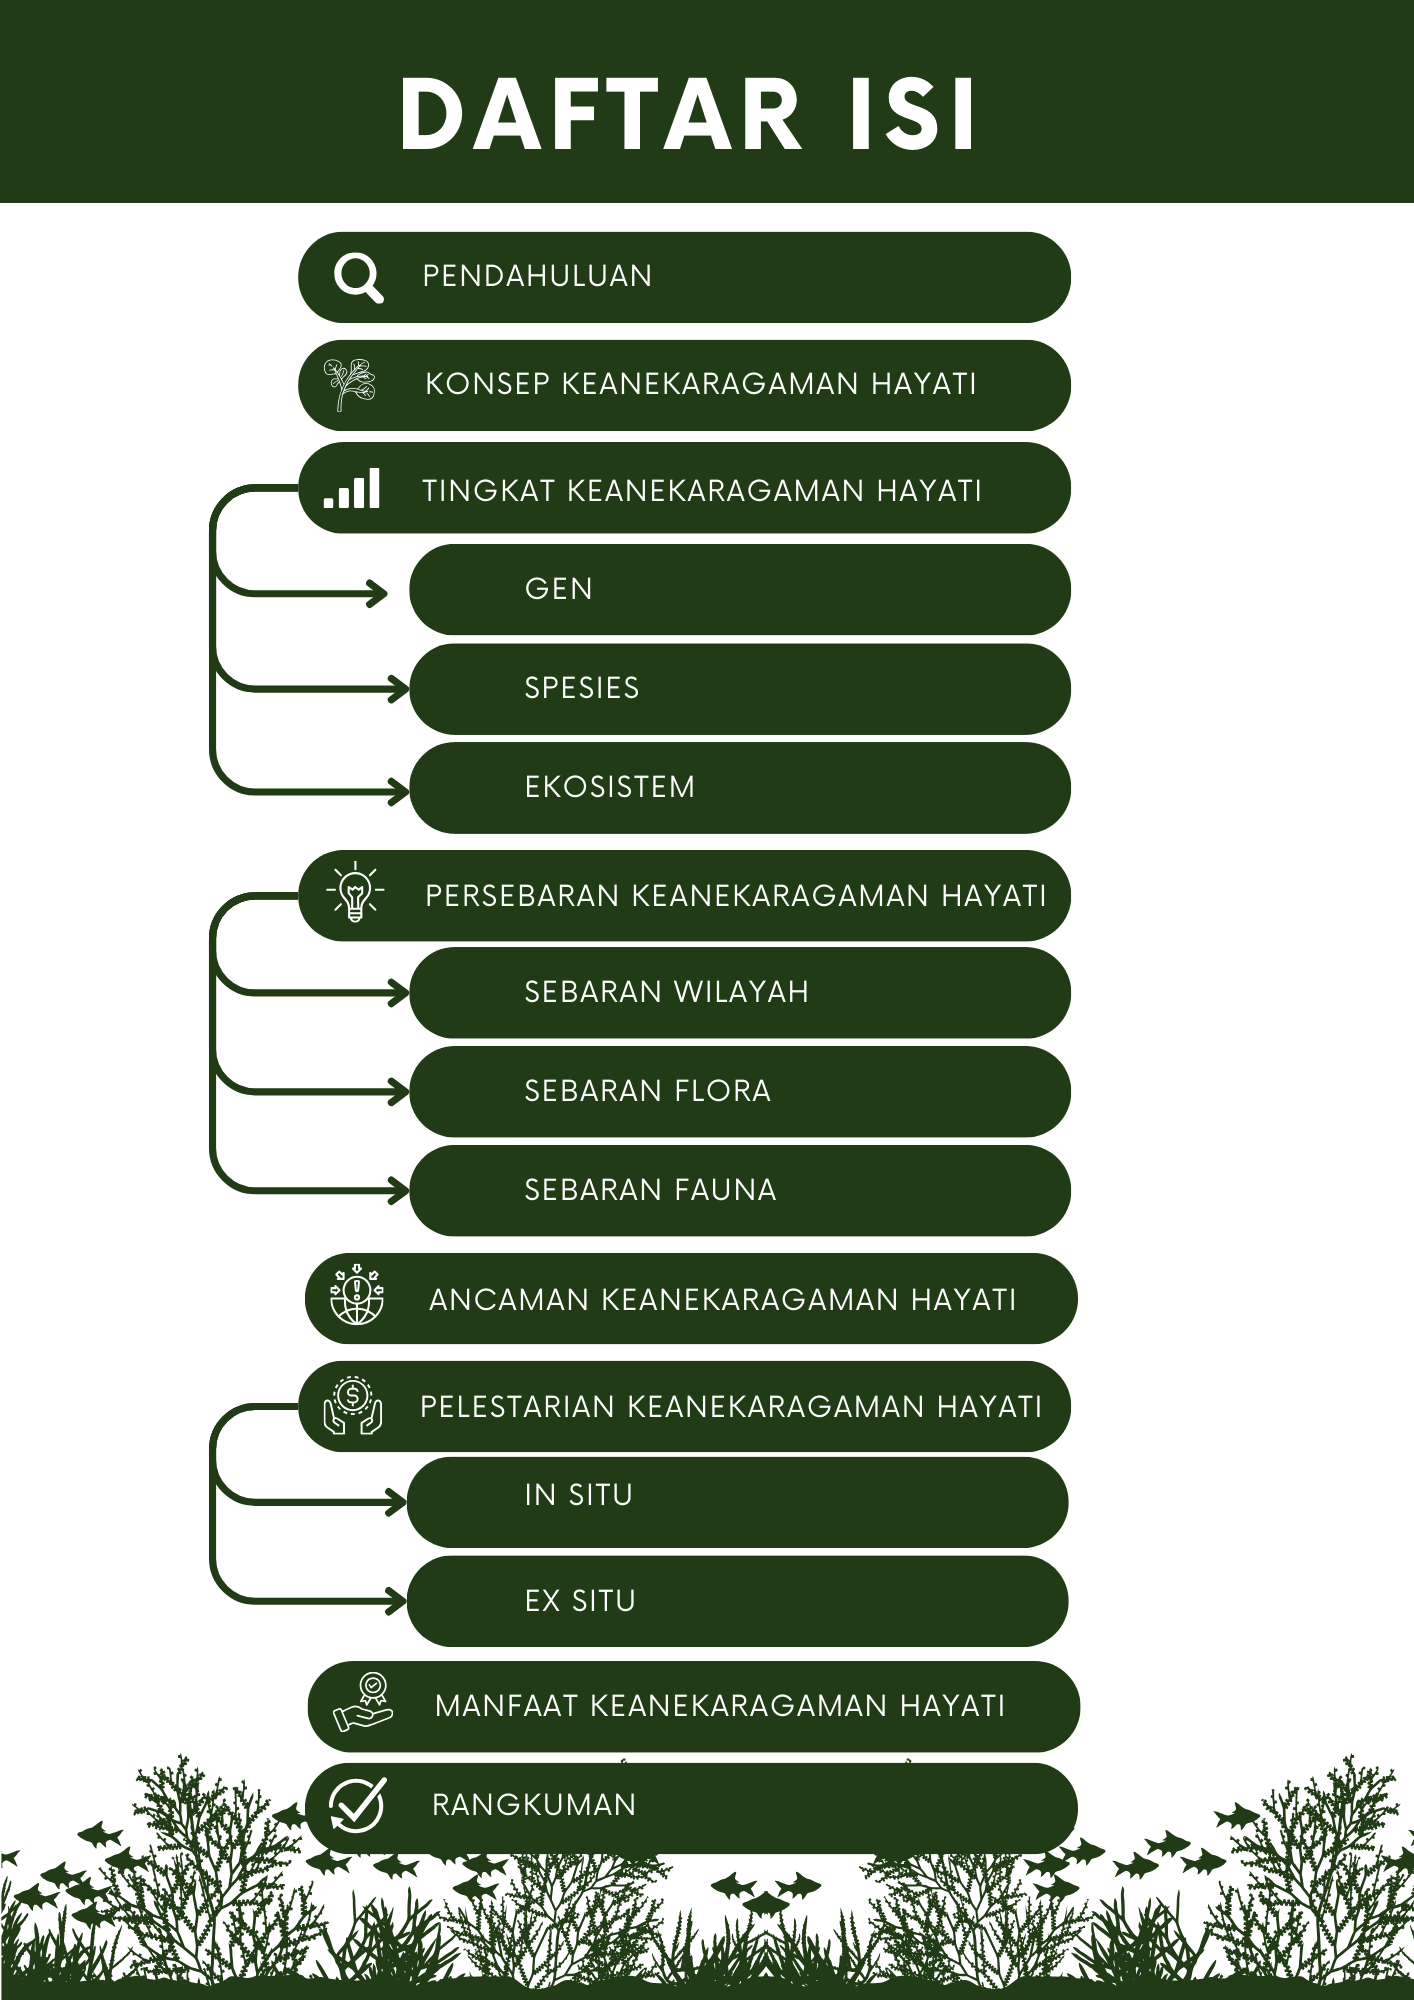 DAFTAR ISI
PENDAHULUAN
KONSEP KEANEKARAGAMAN HAYATI
TINGKAT KEANEKARAGAMAN HAYATI
GEN
SPESIES
EKOSISTEM
PERSEBARAN KEANEKARAGAMAN HAYATI
SEBARAN WILAYAH
SEBARAN FLORA
SEBARAN FAUNA
ANCAMAN KEANEKARAGAMAN HAYATI
PELESTARIAN KEANEKARAGAMAN HAYATI
IN SITU
EX SITU
MANFAAT KEANEKARAGAMAN HAYATI
RANGKUMAN